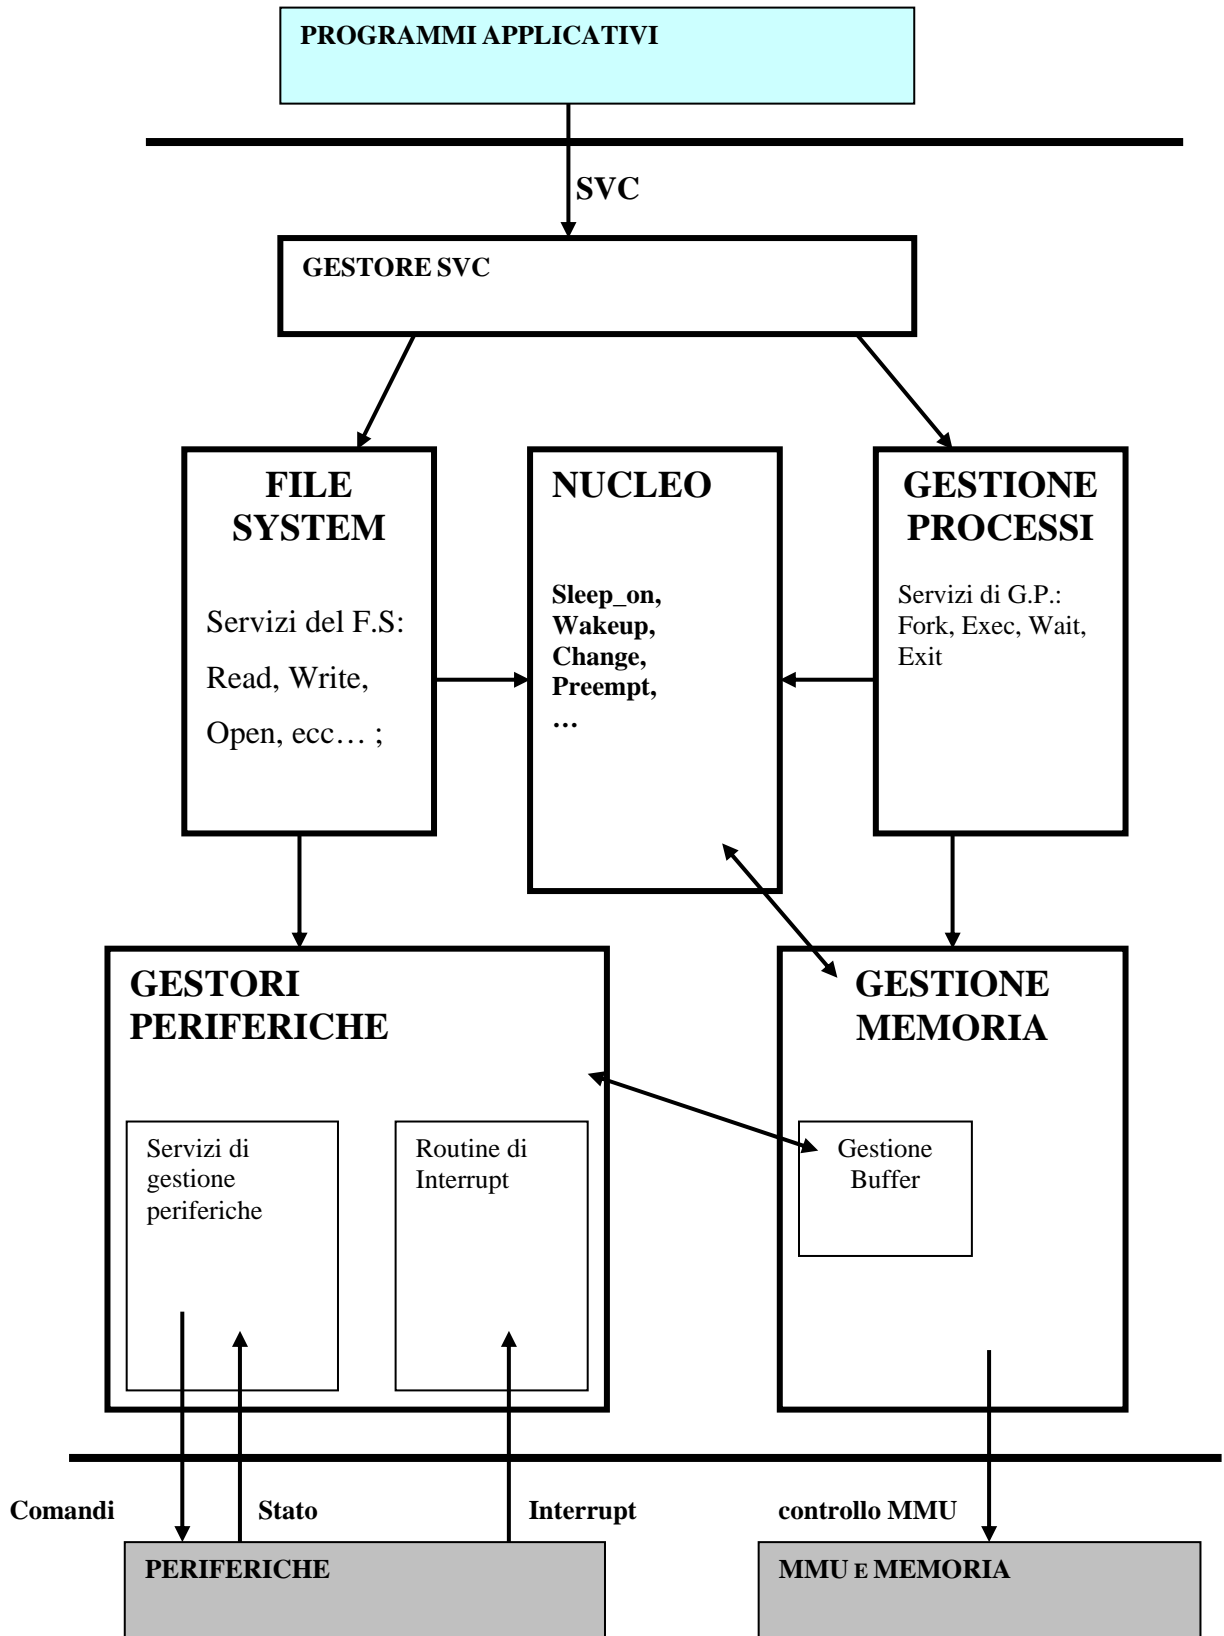 PROGRAMMI APPLICATIVI
SVC
GESTORE SVC
FILE
SYSTEM
Servizi del F.S:
Read, Write,
Open, ecc… ;
NUCLEO
Sleep_on,
Wakeup,
Change,
Preempt,
…
GESTIONE
PROCESSI
Servizi di G.P.:
Fork, Exec, Wait,
Exit
GESTORI
PERIFERICHE
Servizi di
gestione
periferiche
Routine di
Interrupt
GESTIONE
MEMORIA
Gestione
Buffer
Comandi
Stato
Interrupt
controllo MMU
PERIFERICHE
MMU E MEMORIA